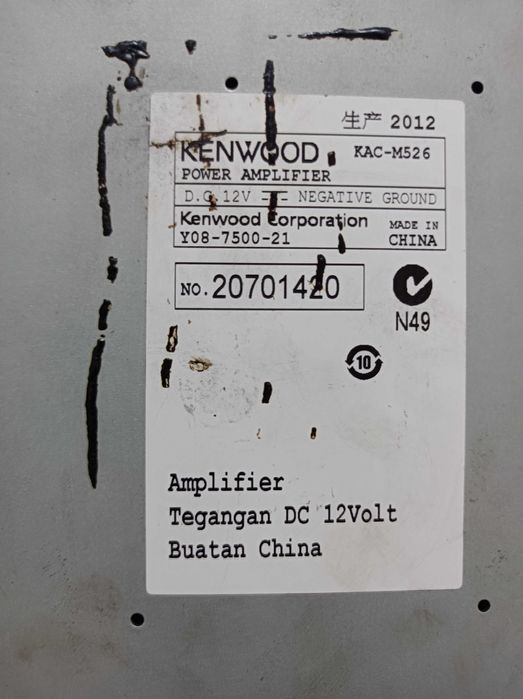 生产 2012
KENWOOD KAC-M526
POWER AMPLIFIER
D.C. 12V NEGATIVE GROUND
Kenwood Corporation MADE IN
Y08-7500-21 CHINA
NO. 20701420
N49
10
Amplifier
Tegangan DC 12Volt
Buatan China